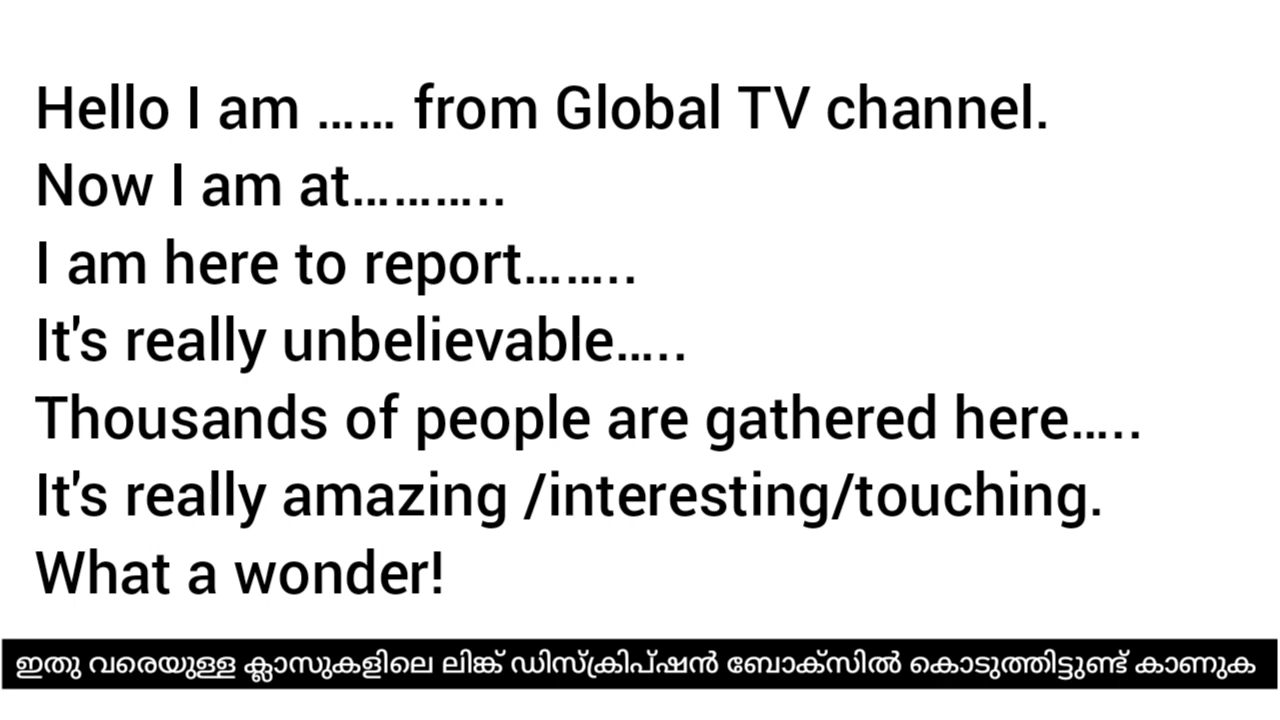 Hello I am …... from Global TV channel.
Now I am at………..
I am here to report……..
It's really unbelievable…..
Thousands of people are gathered here…..
It's really amazing /interesting/touching.
What a wonder!
ഇതു വരെയുള്ള ക്ലാസുകളിലെ ലിങ്ക് ഡിസ്ക്രിപ്ഷൻ ബോക്സിൽ കൊടുത്തിട്ടുണ്ട് കാണുക